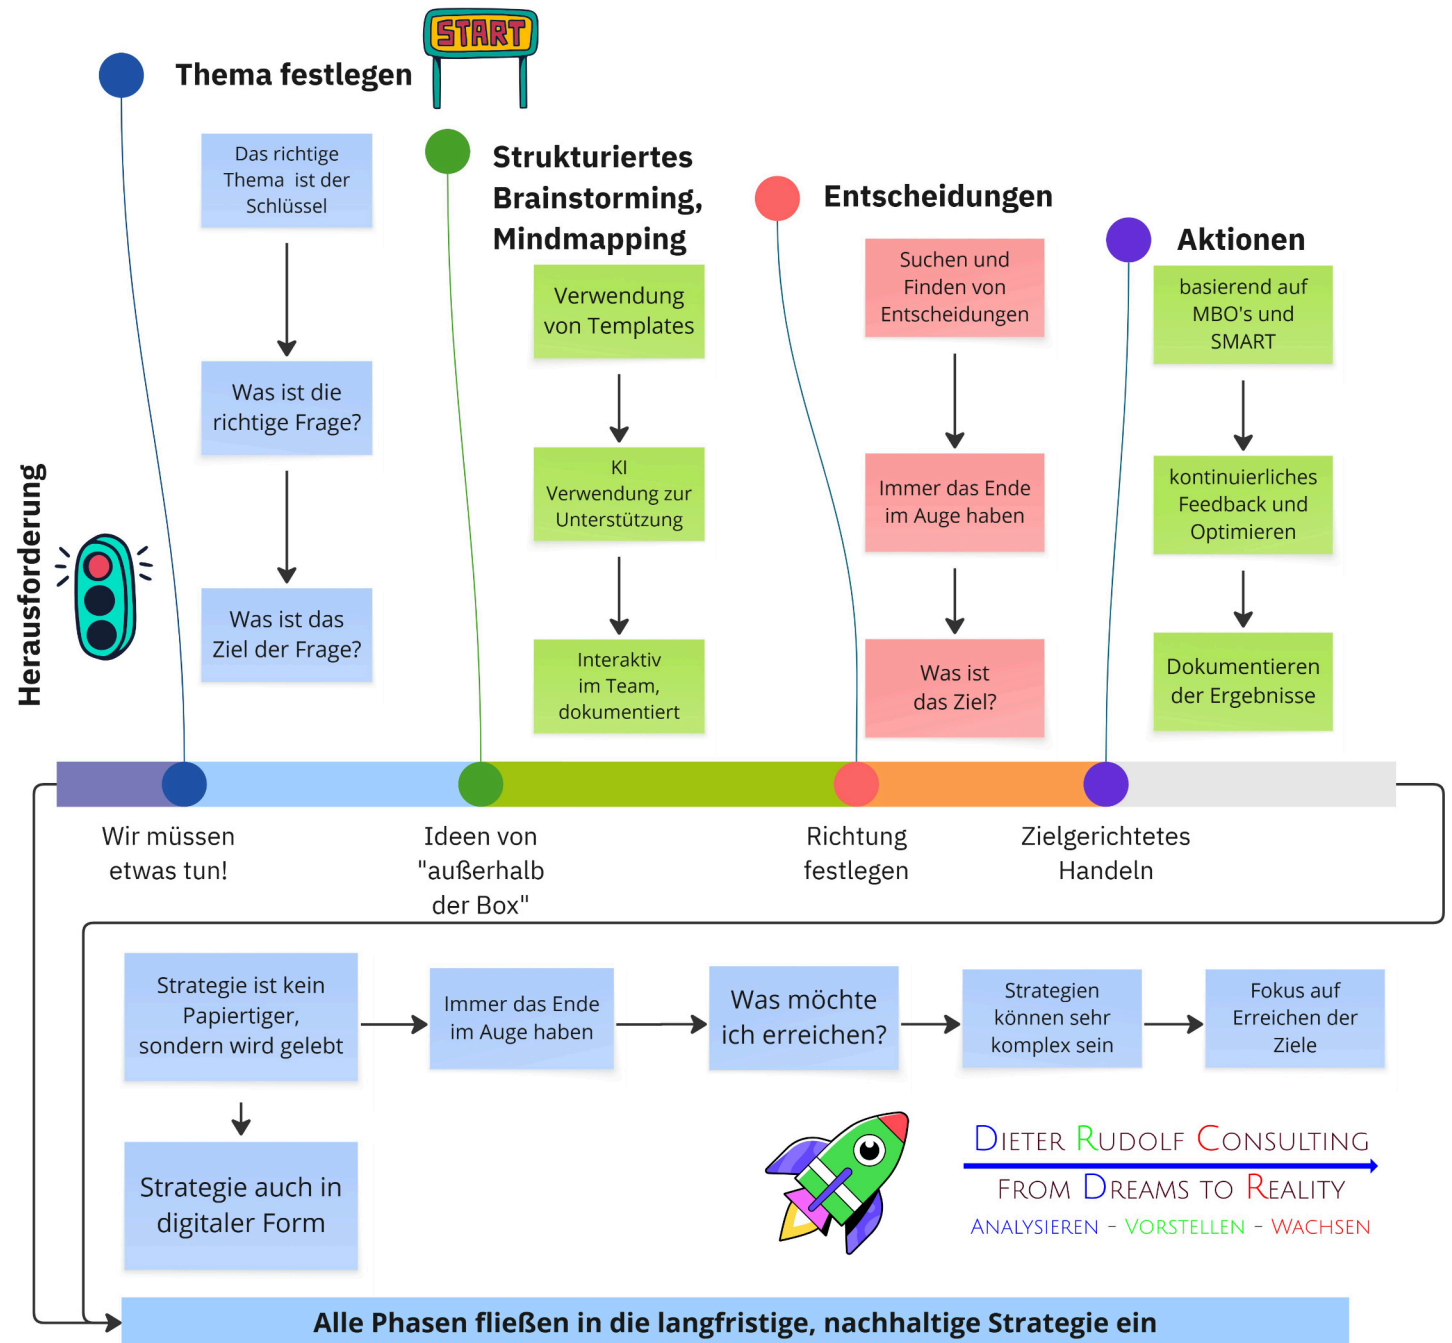 START
Thema festlegen
Das richtige
Thema ist der
Schlüssel
Was ist die
richtige Frage?
Was ist das
Ziel der Frage?
Strukturiertes
Brainstorming,
Mindmapping
Verwendung
von Templates
KI
Verwendung zur
Unterstützung
Interaktiv
im Team,
dokumentiert
Entscheidungen
Suchen und
Finden von
Entscheidungen
Immer das Ende
im Auge haben
Was ist
das Ziel?
Aktionen
basierend auf
MBO's und
SMART
kontinuierliches
Feedback und
Optimieren
Dokumentieren
der Ergebnisse
Herausforderung
Wir müssen
etwas tun!
Ideen von
"außerhalb
der Box"
Richtung
festlegen
Zielgerichtetes
Handeln
Strategie ist kein
Papiertiger,
sondern wird gelebt
Immer das Ende
im Auge haben
Was möchte
ich erreichen?
Strategien
können sehr
komplex sein
Fokus auf
Erreichen der
Ziele
Strategie auch in
digitaler Form
DIETER RUDOLF CONSULTING
FROM DREAMS TO REALITY
ANALYSIEREN - VORSTELLEN - WACHSEN
Alle Phasen fließen in die langfristige, nachhaltige Strategie ein